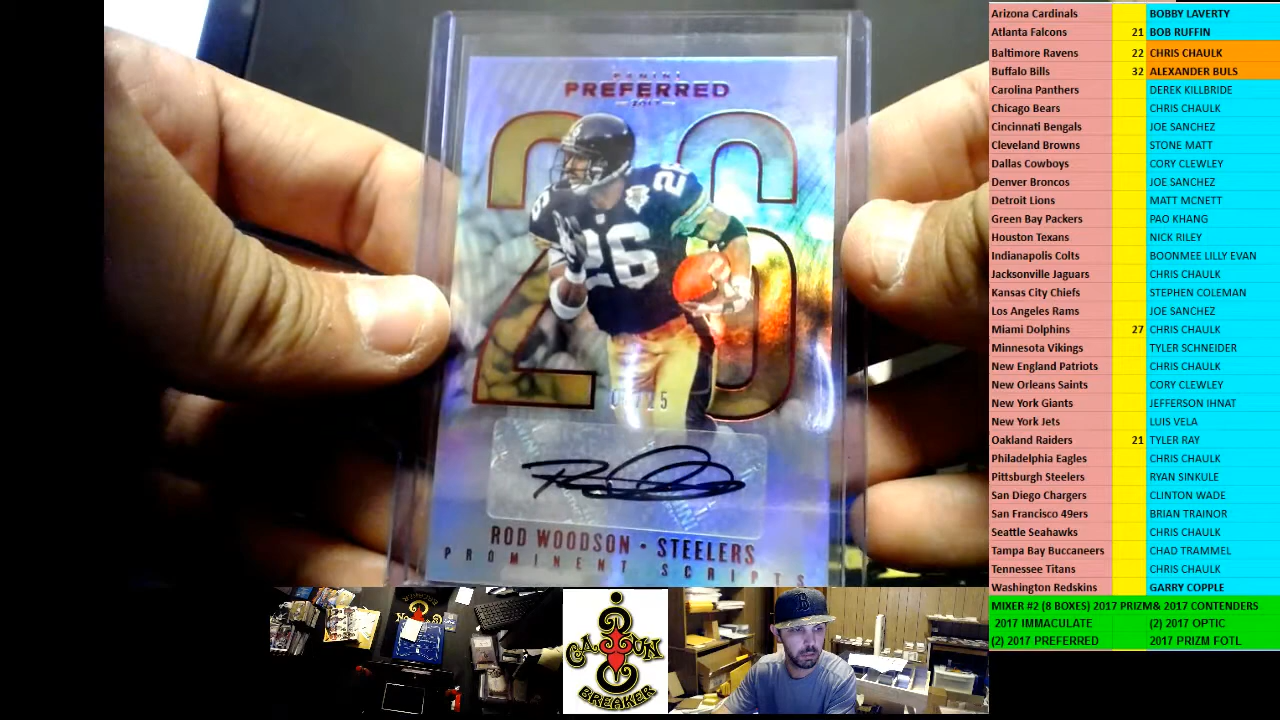 PANINI
PREFERRED
2017
26
26
26
RP
ROD WOODSON • STEELERS
PROMINENT SCRIPTS
CAJUN
BREAKER
B
Arizona Cardinals BOBBY LAVERTY
Atlanta Falcons 21 BOB RUFFIN
Baltimore Ravens 22 CHRIS CHAULK
Buffalo Bills 32 ALEXANDER BULS
Carolina Panthers DEREK KILLBRIDE
Chicago Bears CHRIS CHAULK
Cincinnati Bengals JOE SANCHEZ
Cleveland Browns STONE MATT
Dallas Cowboys CORY CLEWLEY
Denver Broncos JOE SANCHEZ
Detroit Lions MATT MCNETT
Green Bay Packers PAO KHANG
Houston Texans NICK RILEY
Indianapolis Colts BOONMEE LILLY EVAN
Jacksonville Jaguars CHRIS CHAULK
Kansas City Chiefs STEPHEN COLEMAN
Los Angeles Rams JOE SANCHEZ
Miami Dolphins 27 CHRIS CHAULK
Minnesota Vikings TYLER SCHNEIDER
New England Patriots CHRIS CHAULK
New Orleans Saints CORY CLEWLEY
New York Giants JEFFERSON IHNAT
New York Jets LUIS VELA
Oakland Raiders 21 TYLER RAY
Philadelphia Eagles CHRIS CHAULK
Pittsburgh Steelers RYAN SINKULE
San Diego Chargers CLINTON WADE
San Francisco 49ers BRIAN TRAINOR
Seattle Seahawks CHRIS CHAULK
Tampa Bay Buccaneers CHAD TRAMMEL
Tennessee Titans CHRIS CHAULK
Washington Redskins GARRY COPPLE
MIXER #2 (8 BOXES) 2017 PRIZM& 2017 CONTENDERS
2017 IMMACULATE (2) 2017 OPTIC
(2) 2017 PREFERRED 2017 PRIZM FOTL